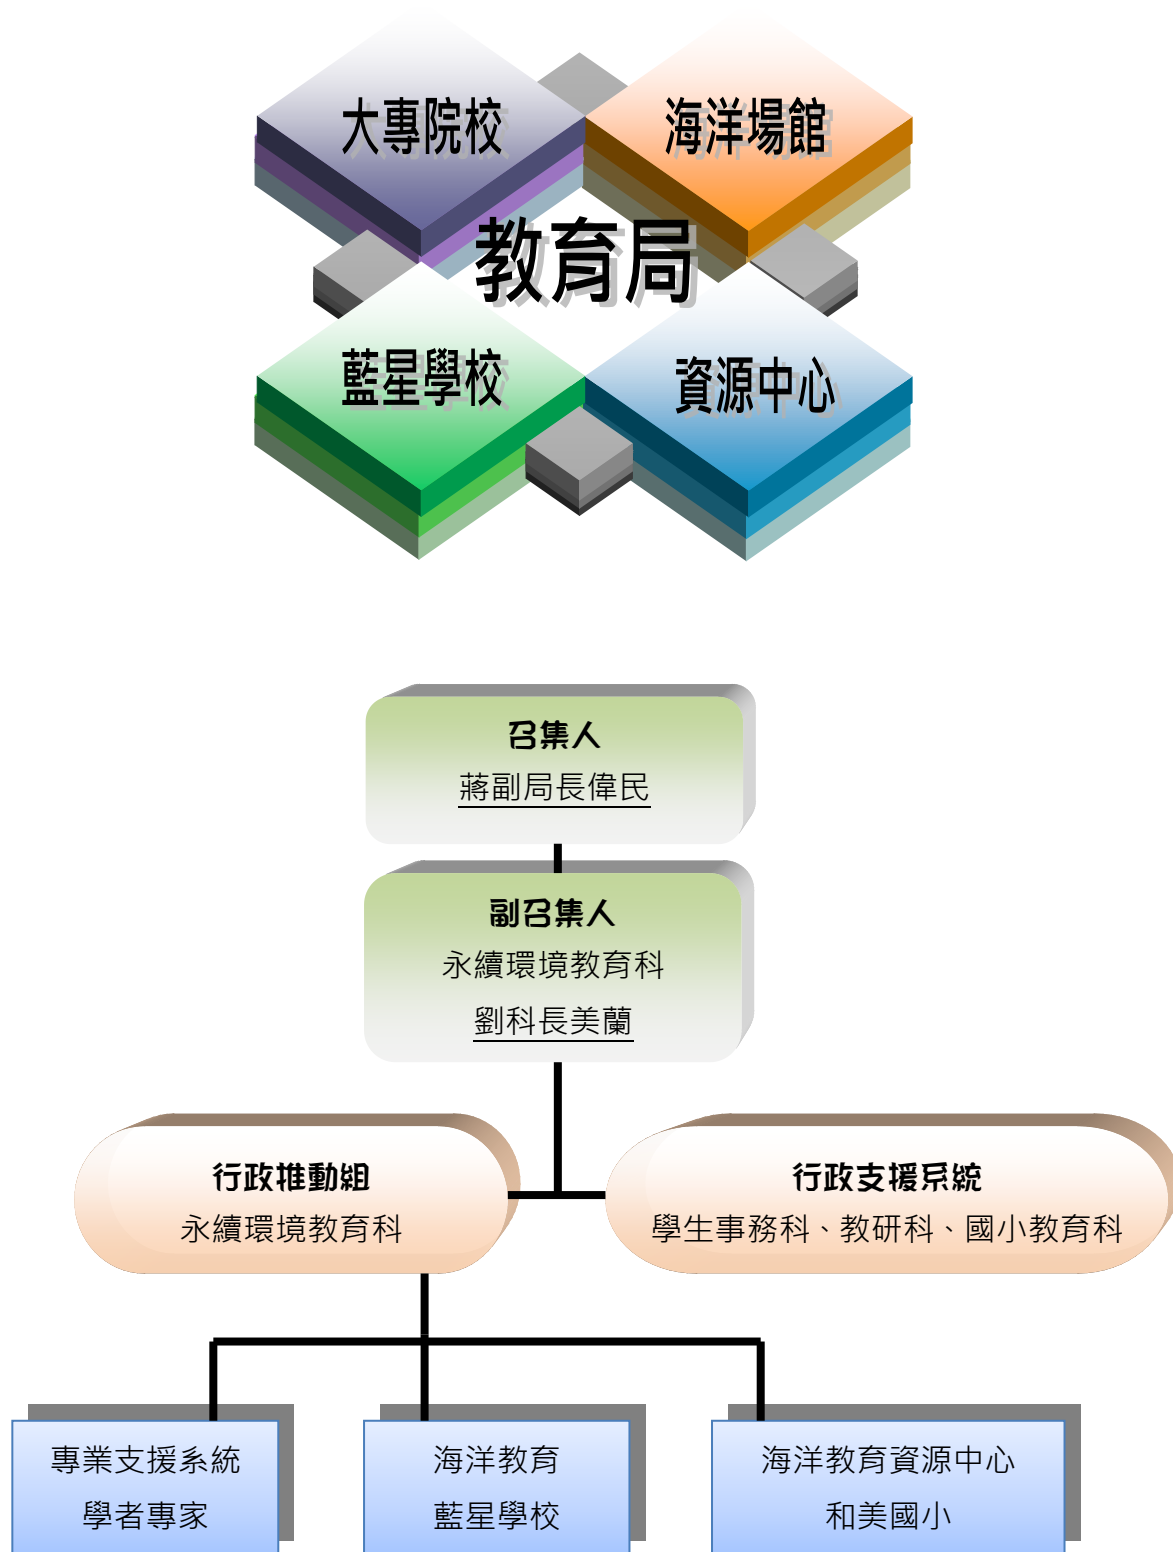 大專院校
海洋場館
教育局
藍星學校
資源中心
召集人
蔣副局長偉民
副召集人
永續環境教育科
劉科長美蘭
行政推動組
永續環境教育科
行政支援系統
學生事務科、教研科、國小教育科
專業支援系統
學者專家
海洋教育
藍星學校
海洋教育資源中心
和美國小